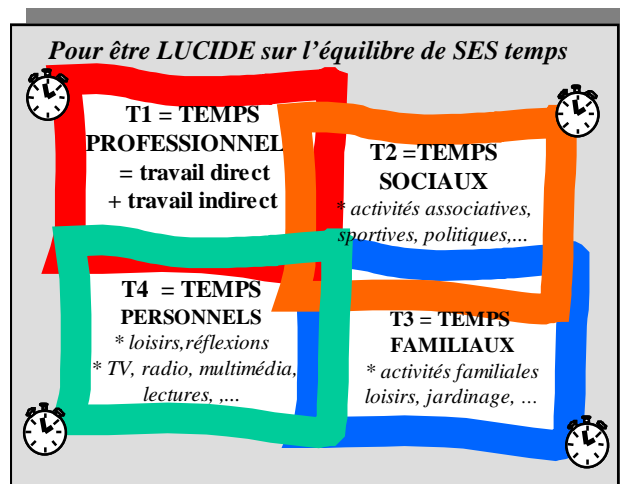 Pour être LUCIDE sur l’équilibre de SES temps
T1 = TEMPS
PROFESSIONNEL
= travail direct
+ travail indirect
T2 =TEMPS
SOCIAUX
* activités associatives,
sportives, politiques,...
T4 = TEMPS
PERSONNELS
* loisirs,réflexions
* TV, radio, multimédia,
lectures, ,...
T3 = TEMPS
FAMILIAUX
* activités familiales
loisirs, jardinage, ...